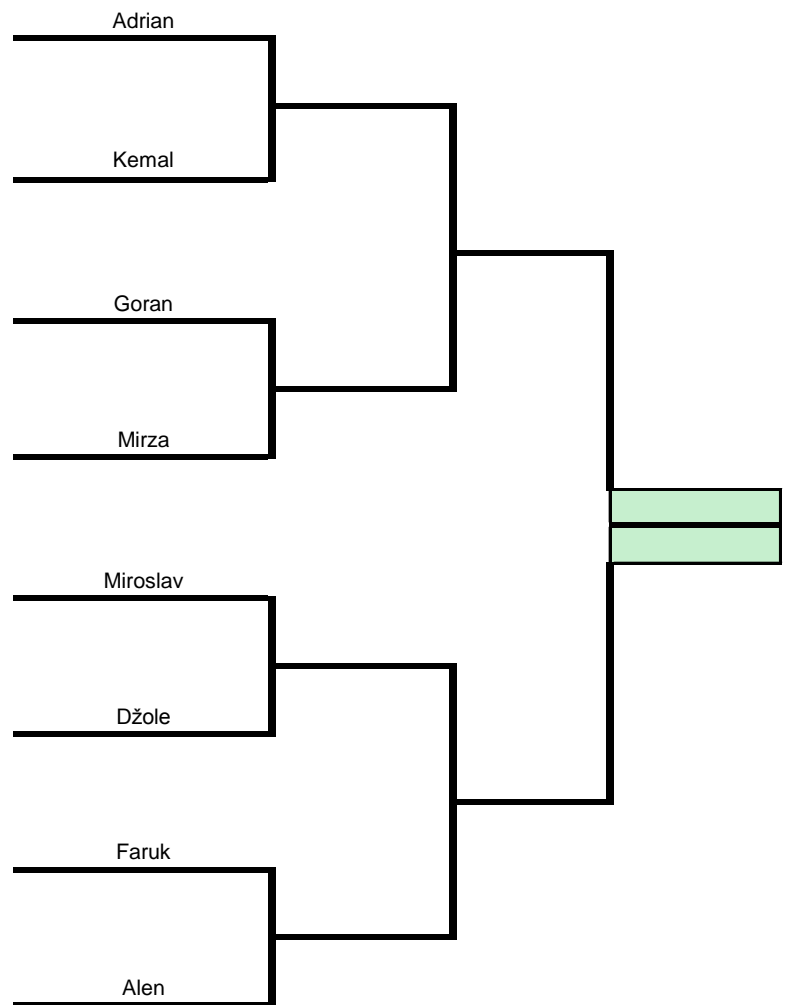 Adrian
Kemal
Goran
Mirza
Miroslav
Džole
Faruk
Alen